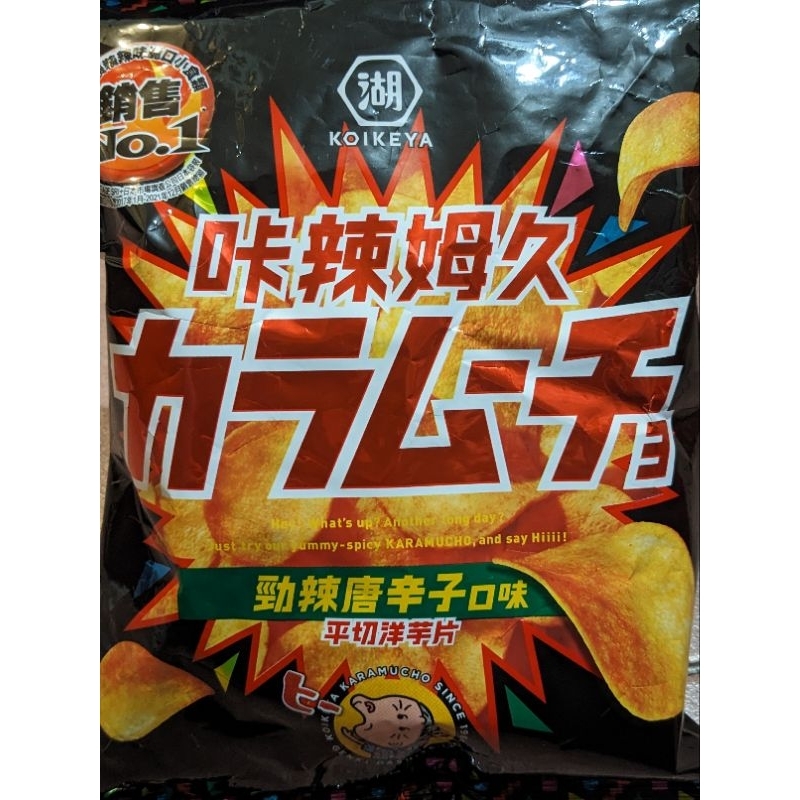 銷售
No.1
湖
KOIKEYA
咔辣姆久
カラムーチョ
Hey! What's up? Another long day?
Just try our yummy-spicy KARAMUCHO, and say Hiiii!
勁辣唐辛子口味
平切洋芋片
ヒー
KARAMUCHO SINCE